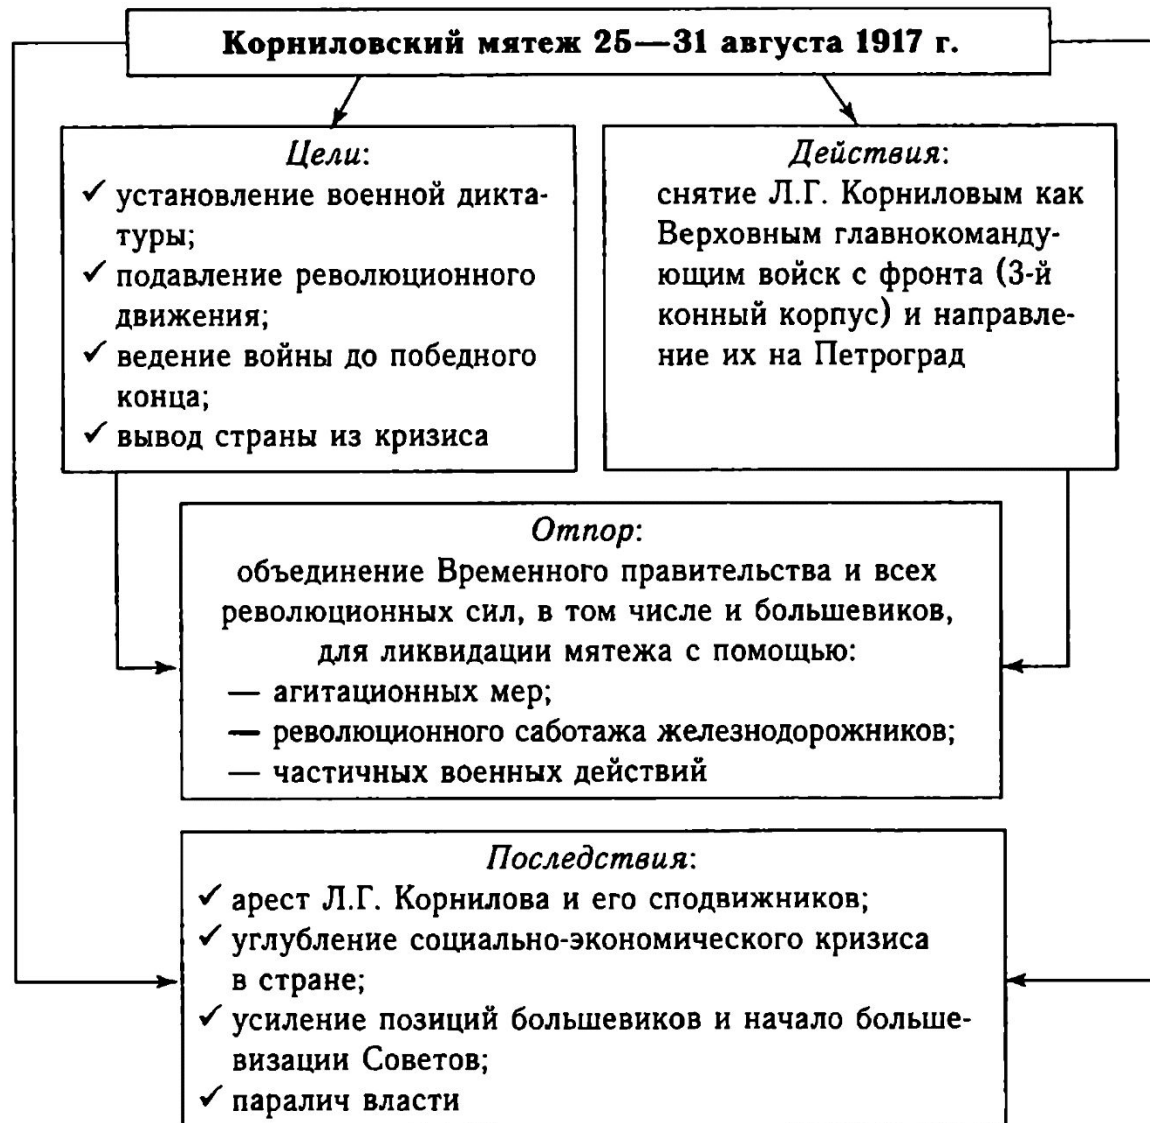 Корниловский мятеж 25—31 августа 1917 г.
Цели:
✓ установление военной дикта-
туры;
✓ подавление революционного
движения;
✓ ведение войны до победного
конца;
✓ вывод страны из кризиса
Действия:
снятие Л.Г. Корниловым как
Верховным главнокоманду-
ющим войск с фронта (3-й
конный корпус) и направле-
ние их на Петроград
Отпор:
объединение Временного правительства и всех
революционных сил, в том числе и большевиков,
для ликвидации мятежа с помощью:
— агитационных мер;
— революционного саботажа железнодорожников;
— частичных военных действий
Последствия:
✓ арест Л.Г. Корнилова и его сподвижников;
✓ углубление социально-экономического кризиса
в стране;
✓ усиление позиций большевиков и начало больше-
визации Советов;
✓ паралич власти